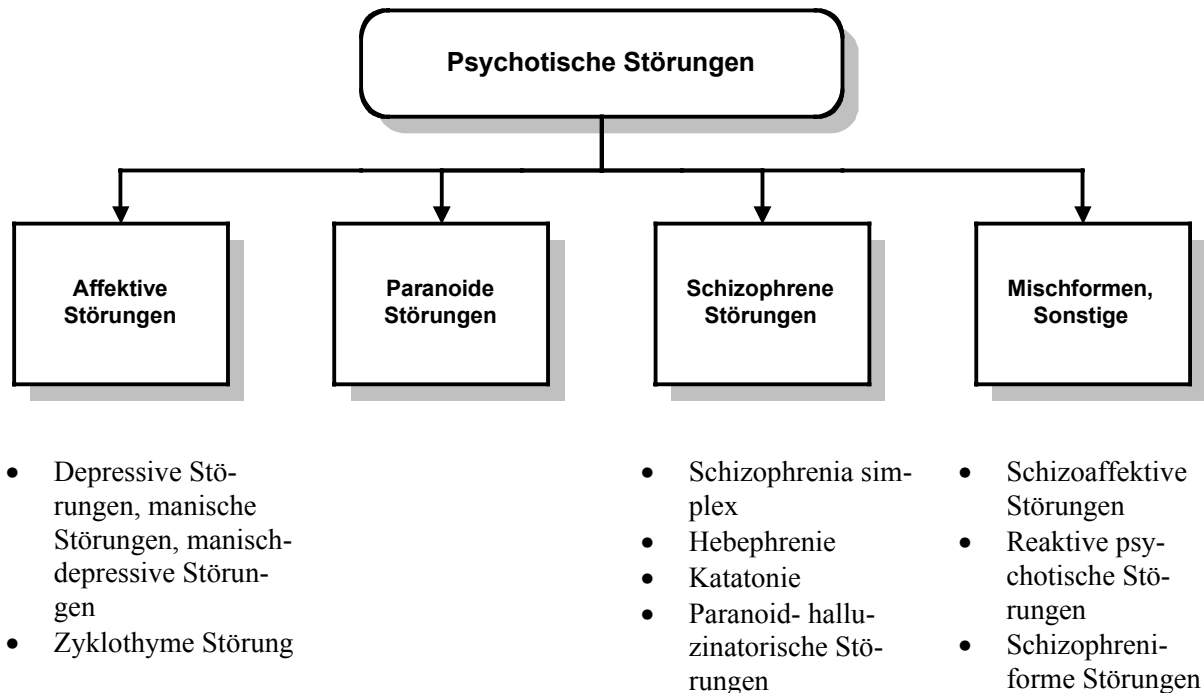 Psychotische Störungen
Affektive
Störungen
Paranoide
Störungen
Schizophrene
Störungen
Mischformen,
Sonstige
• Depressive Stö-
rungen, manische
Störungen, manisch-
depressive Störun-
gen
• Zyklothyme Störung
• Schizophrenia sim-
plex
• Hebephrenie
• Katatonie
• Paranoid- hallu-
zinatorische Stö-
rungen
• Schizoaffektive
Störungen
• Reaktive psy-
chotische Stö-
rungen
• Schizophreni-
forme Störungen